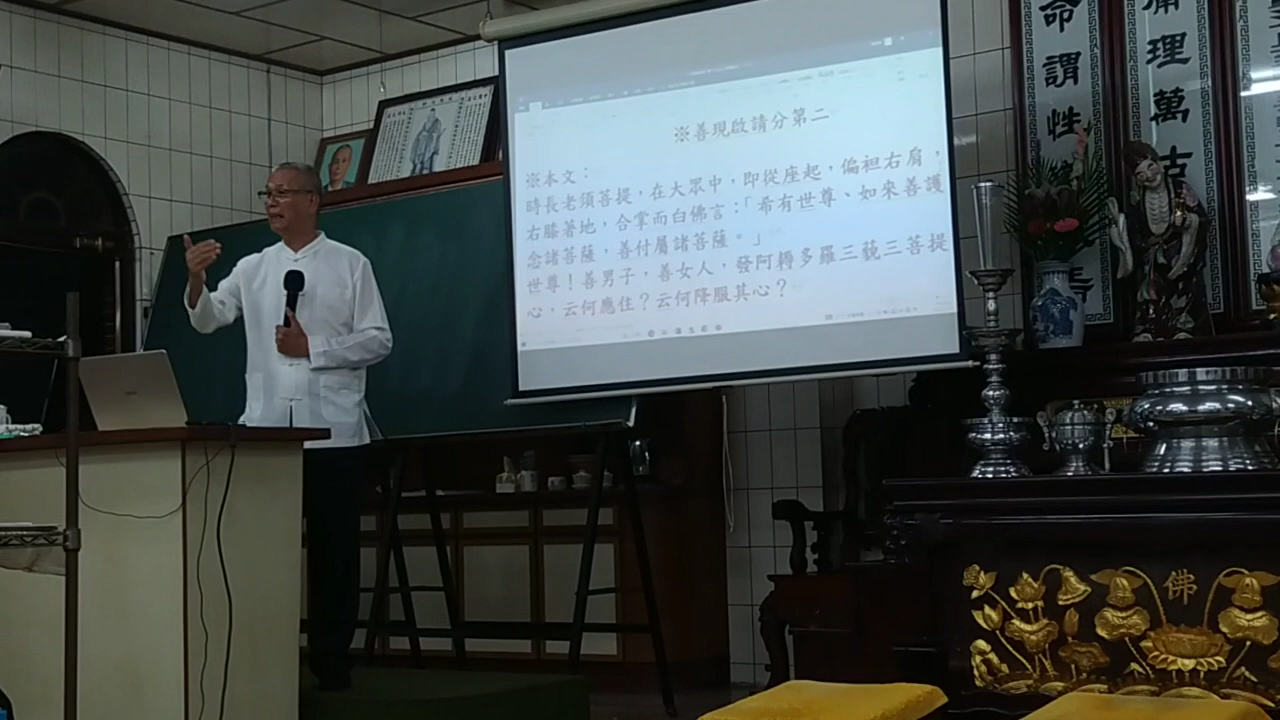 ※善現啟請分第二
※本文：
時長老須菩提，在大眾中，即從座起，偏袒右肩，
右膝著地，合掌而白佛言：「希有世尊、如來善護
念諸菩薩，善付屬諸菩薩。」
世尊！善男子，善女人，發阿耨多羅三藐三菩提
心，云何應住？云何降服其心？
命謂性
理萬古
佛